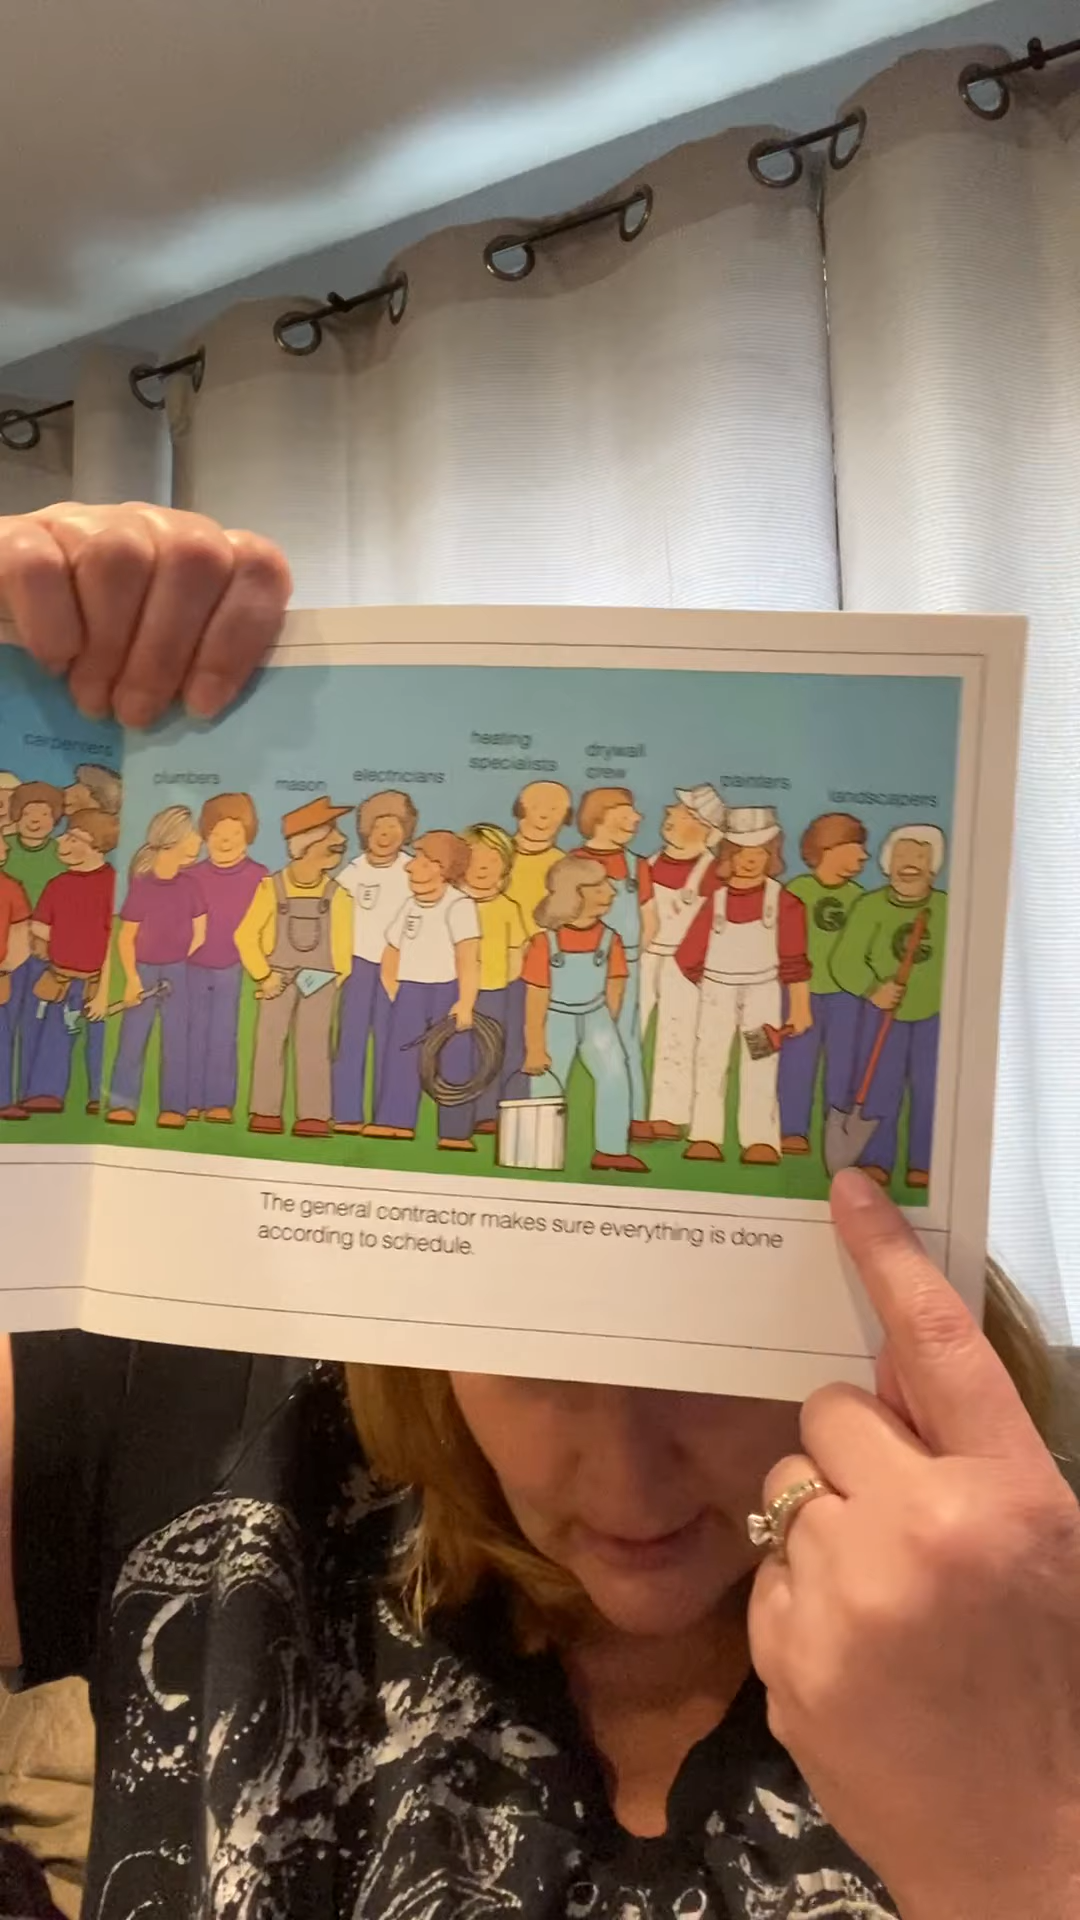 carpenters
plumbers
mason
electricians
heating
specialists
drywall
crew
painters
landscapers
E
E
G
G
The general contractor makes sure everything is done
according to schedule.